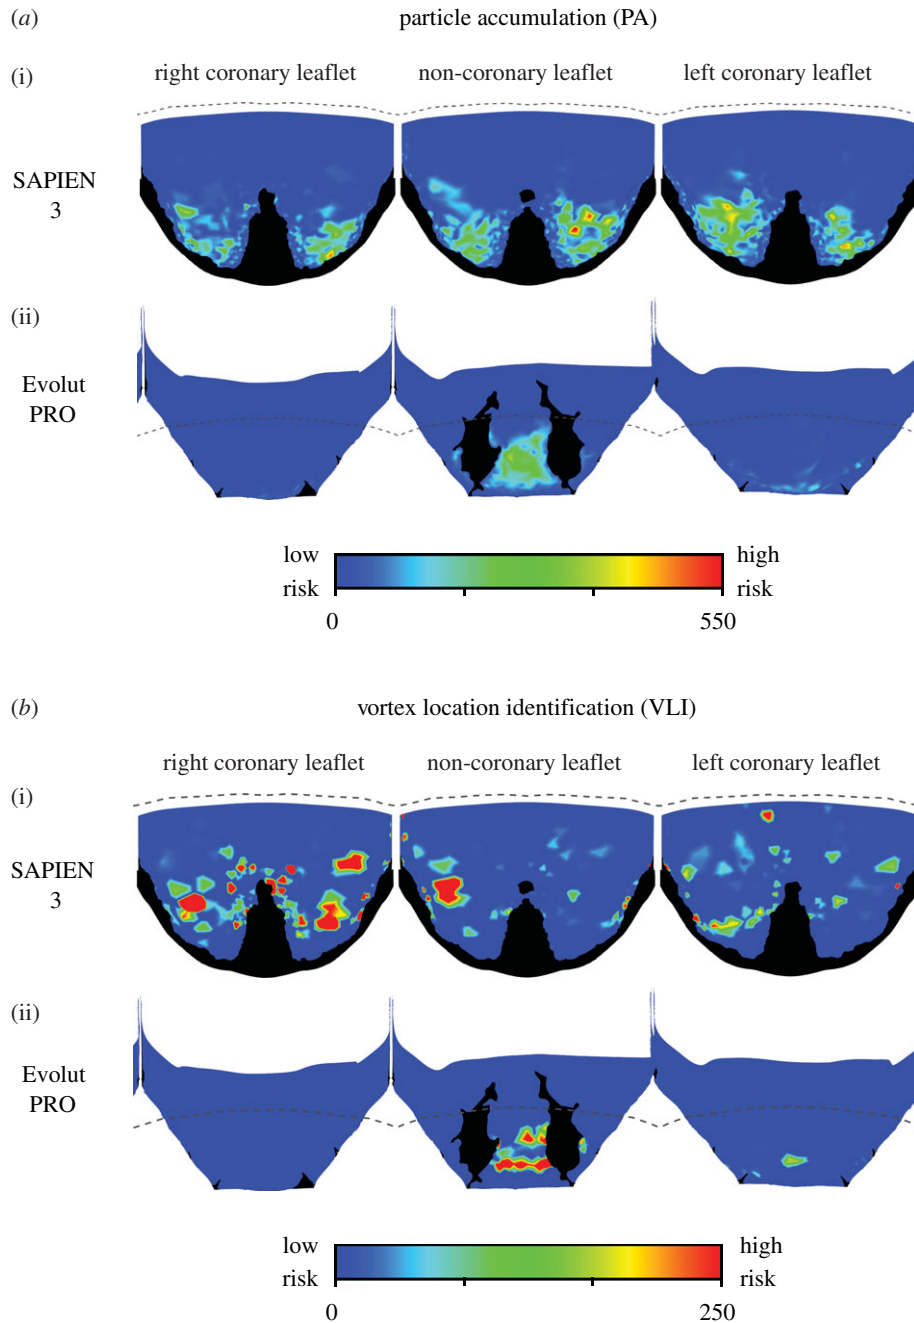 (a) particle accumulation (PA)
(i) right coronary leaflet non-coronary leaflet left coronary leaflet
SAPIEN
3
(ii)
Evolut
PRO
low high
risk risk
0 550
(b) vortex location identification (VLI)
right coronary leaflet non-coronary leaflet left coronary leaflet
(i)
SAPIEN
3
(ii)
Evolut
PRO
low high
risk risk
0 250